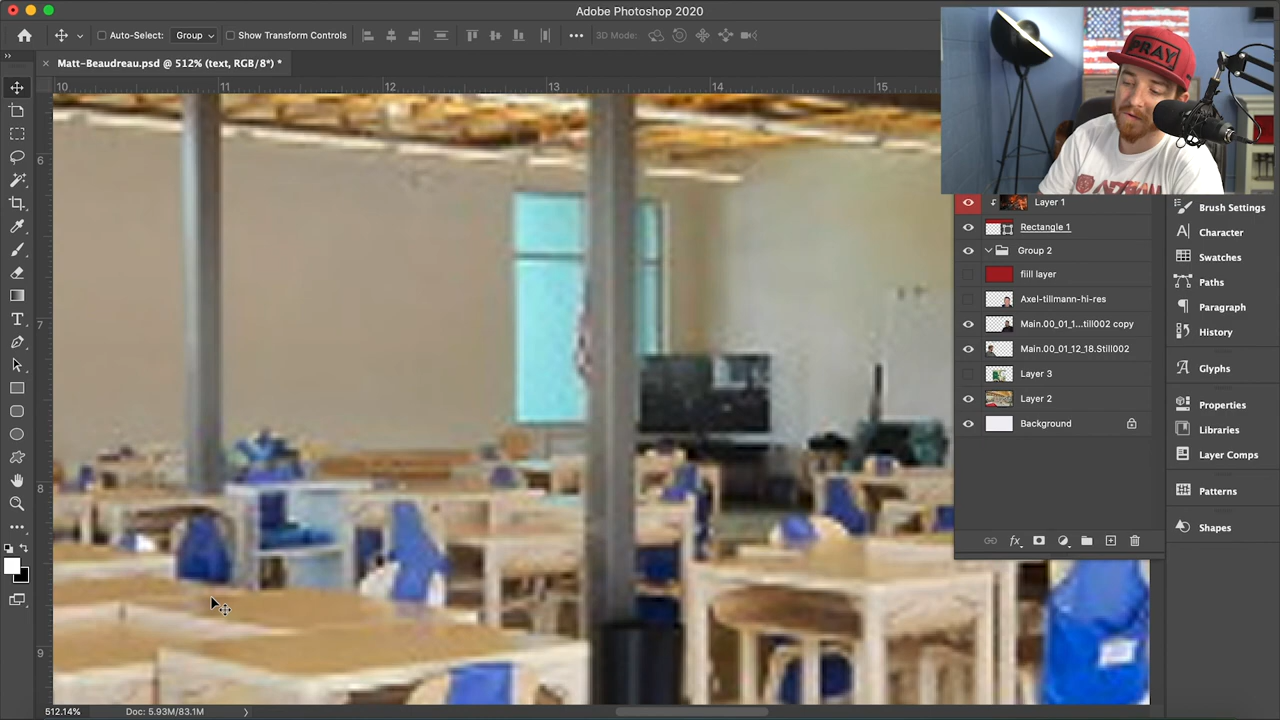 Adobe Photoshop 2020
Auto-Select: Group Show Transform Controls 3D Mode:
Matt-Beaudreau.psd @ 512% (text, RGB/8*) *
10 11 12 13 14 15
6
7
8
9
PRAY
Layer 1
Rectangle 1
Group 2
fiill layer
Axel-tillmann-hi-res
Main.00_01_1...till002 copy
Main.00_01_12_18.Still002
Layer 3
Layer 2
Background
fx
Brush Settings
Character
Swatches
Paths
Paragraph
History
Glyphs
Properties
Libraries
Layer Comps
Patterns
Shapes
512.14% Doc: 5.93M/83.1M